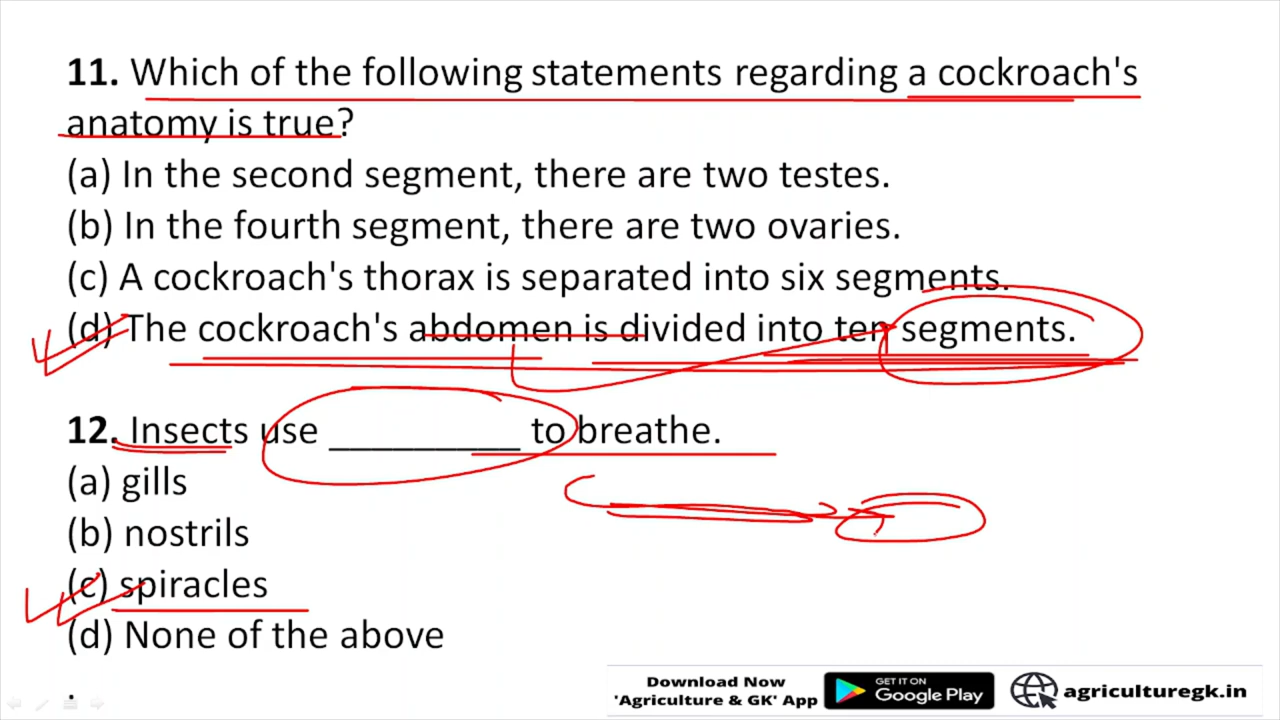 11. Which of the following statements regarding a cockroach's
anatomy is true?
(a) In the second segment, there are two testes.
(b) In the fourth segment, there are two ovaries.
(c) A cockroach's thorax is separated into six segments.
(d) The cockroach's abdomen is divided into ten segments.
12. Insects use __________ to breathe.
(a) gills
(b) nostrils
(c) spiracles
(d) None of the above
.
Download Now
'Agriculture & GK' App
GET IT ON
Google Play
agriculturegk.in